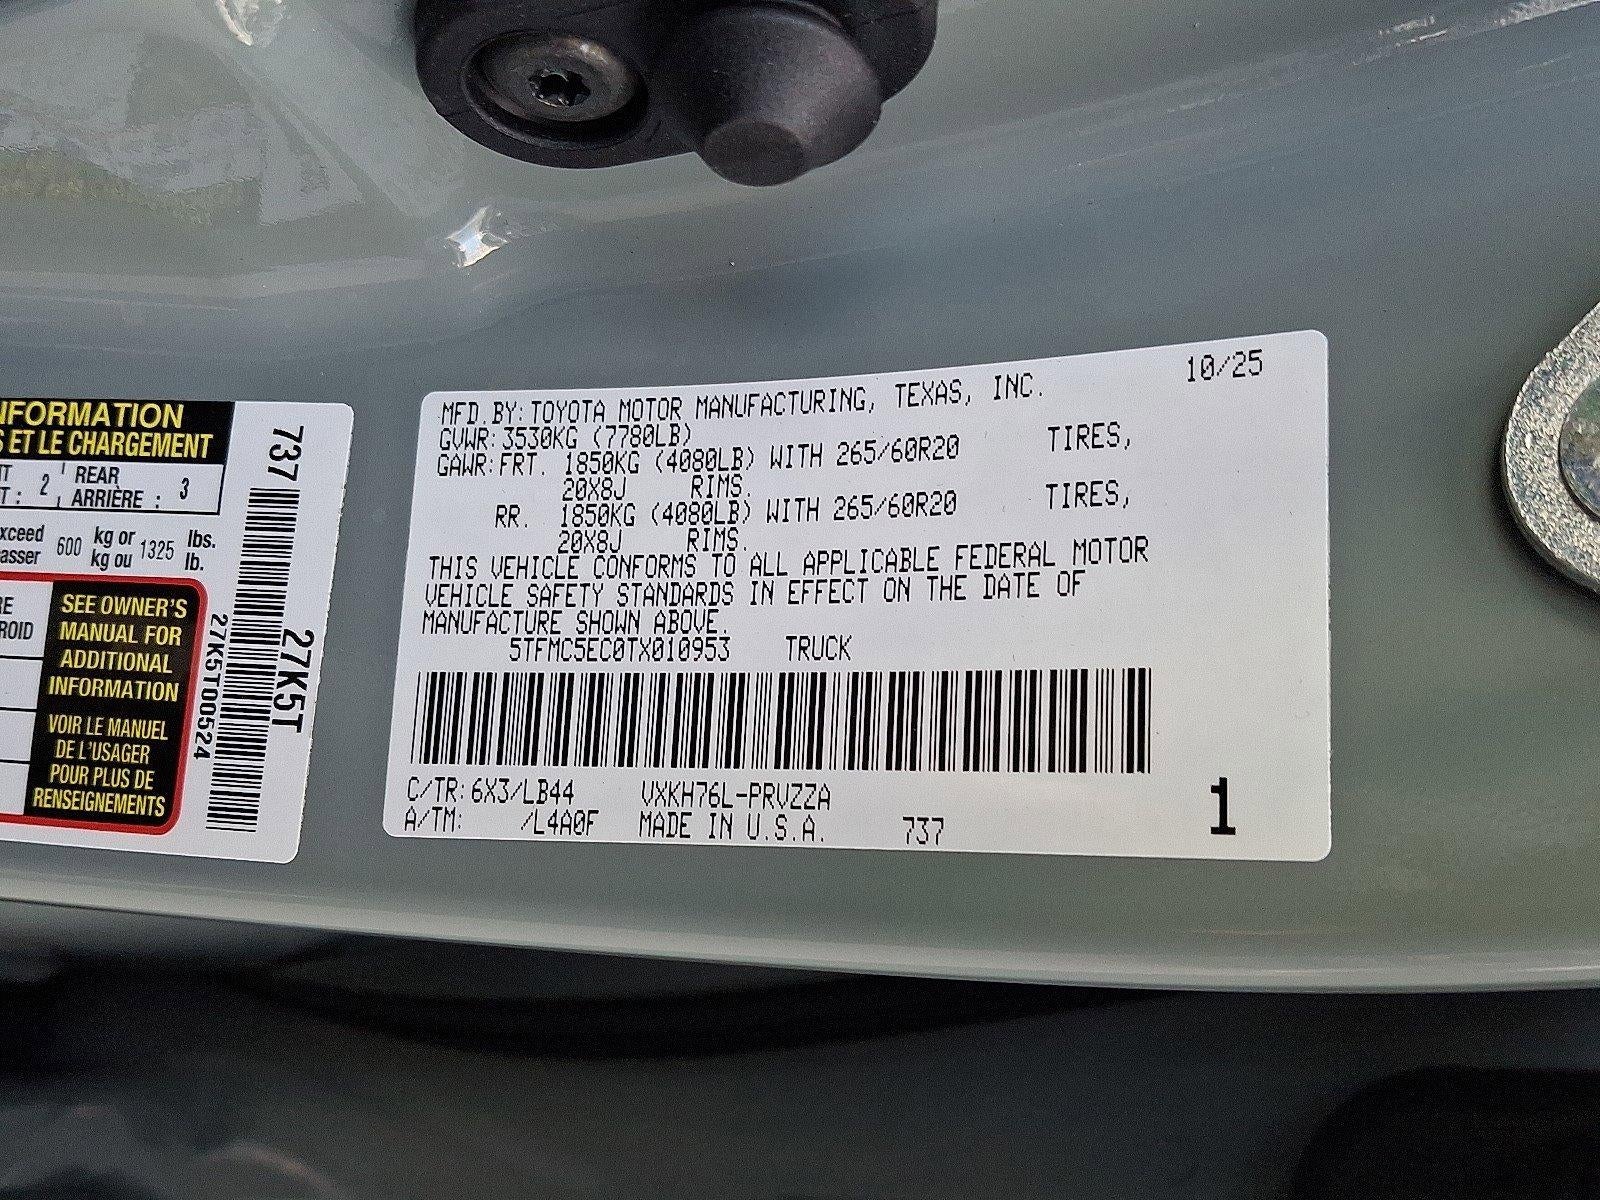 NFORMATION
S ET LE CHARGEMENT
2 REAR
ARRIÈRE : 3
xceed 600 kg or 1325 lbs.
asser kg ou lb.
SEE OWNER'S
MANUAL FOR
ADDITIONAL
INFORMATION
VOIR LE MANUEL
DE L'USAGER
POUR PLUS DE
RENSEIGNEMENTS
737
27K5T
27K5T00524
10/25
MFD.BY:TOYOTA MOTOR MANUFACTURING, TEXAS, INC.
GVWR:3530KG (7780LB)
GAWR:FRT. 1850KG (4080LB) WITH 265/60R20 TIRES,
20X8J RIMS.
RR. 1850KG (4080LB) WITH 265/60R20 TIRES,
20X8J RIMS.
THIS VEHICLE CONFORMS TO ALL APPLICABLE FEDERAL MOTOR
VEHICLE SAFETY STANDARDS IN EFFECT ON THE DATE OF
MANUFACTURE SHOWN ABOVE.
5TFMC5EC0TX010953 TRUCK
C/TR:6X3/LB44 VXKH76L-PRVZZA
A/TM: /L4A0F MADE IN U.S.A. 737
1